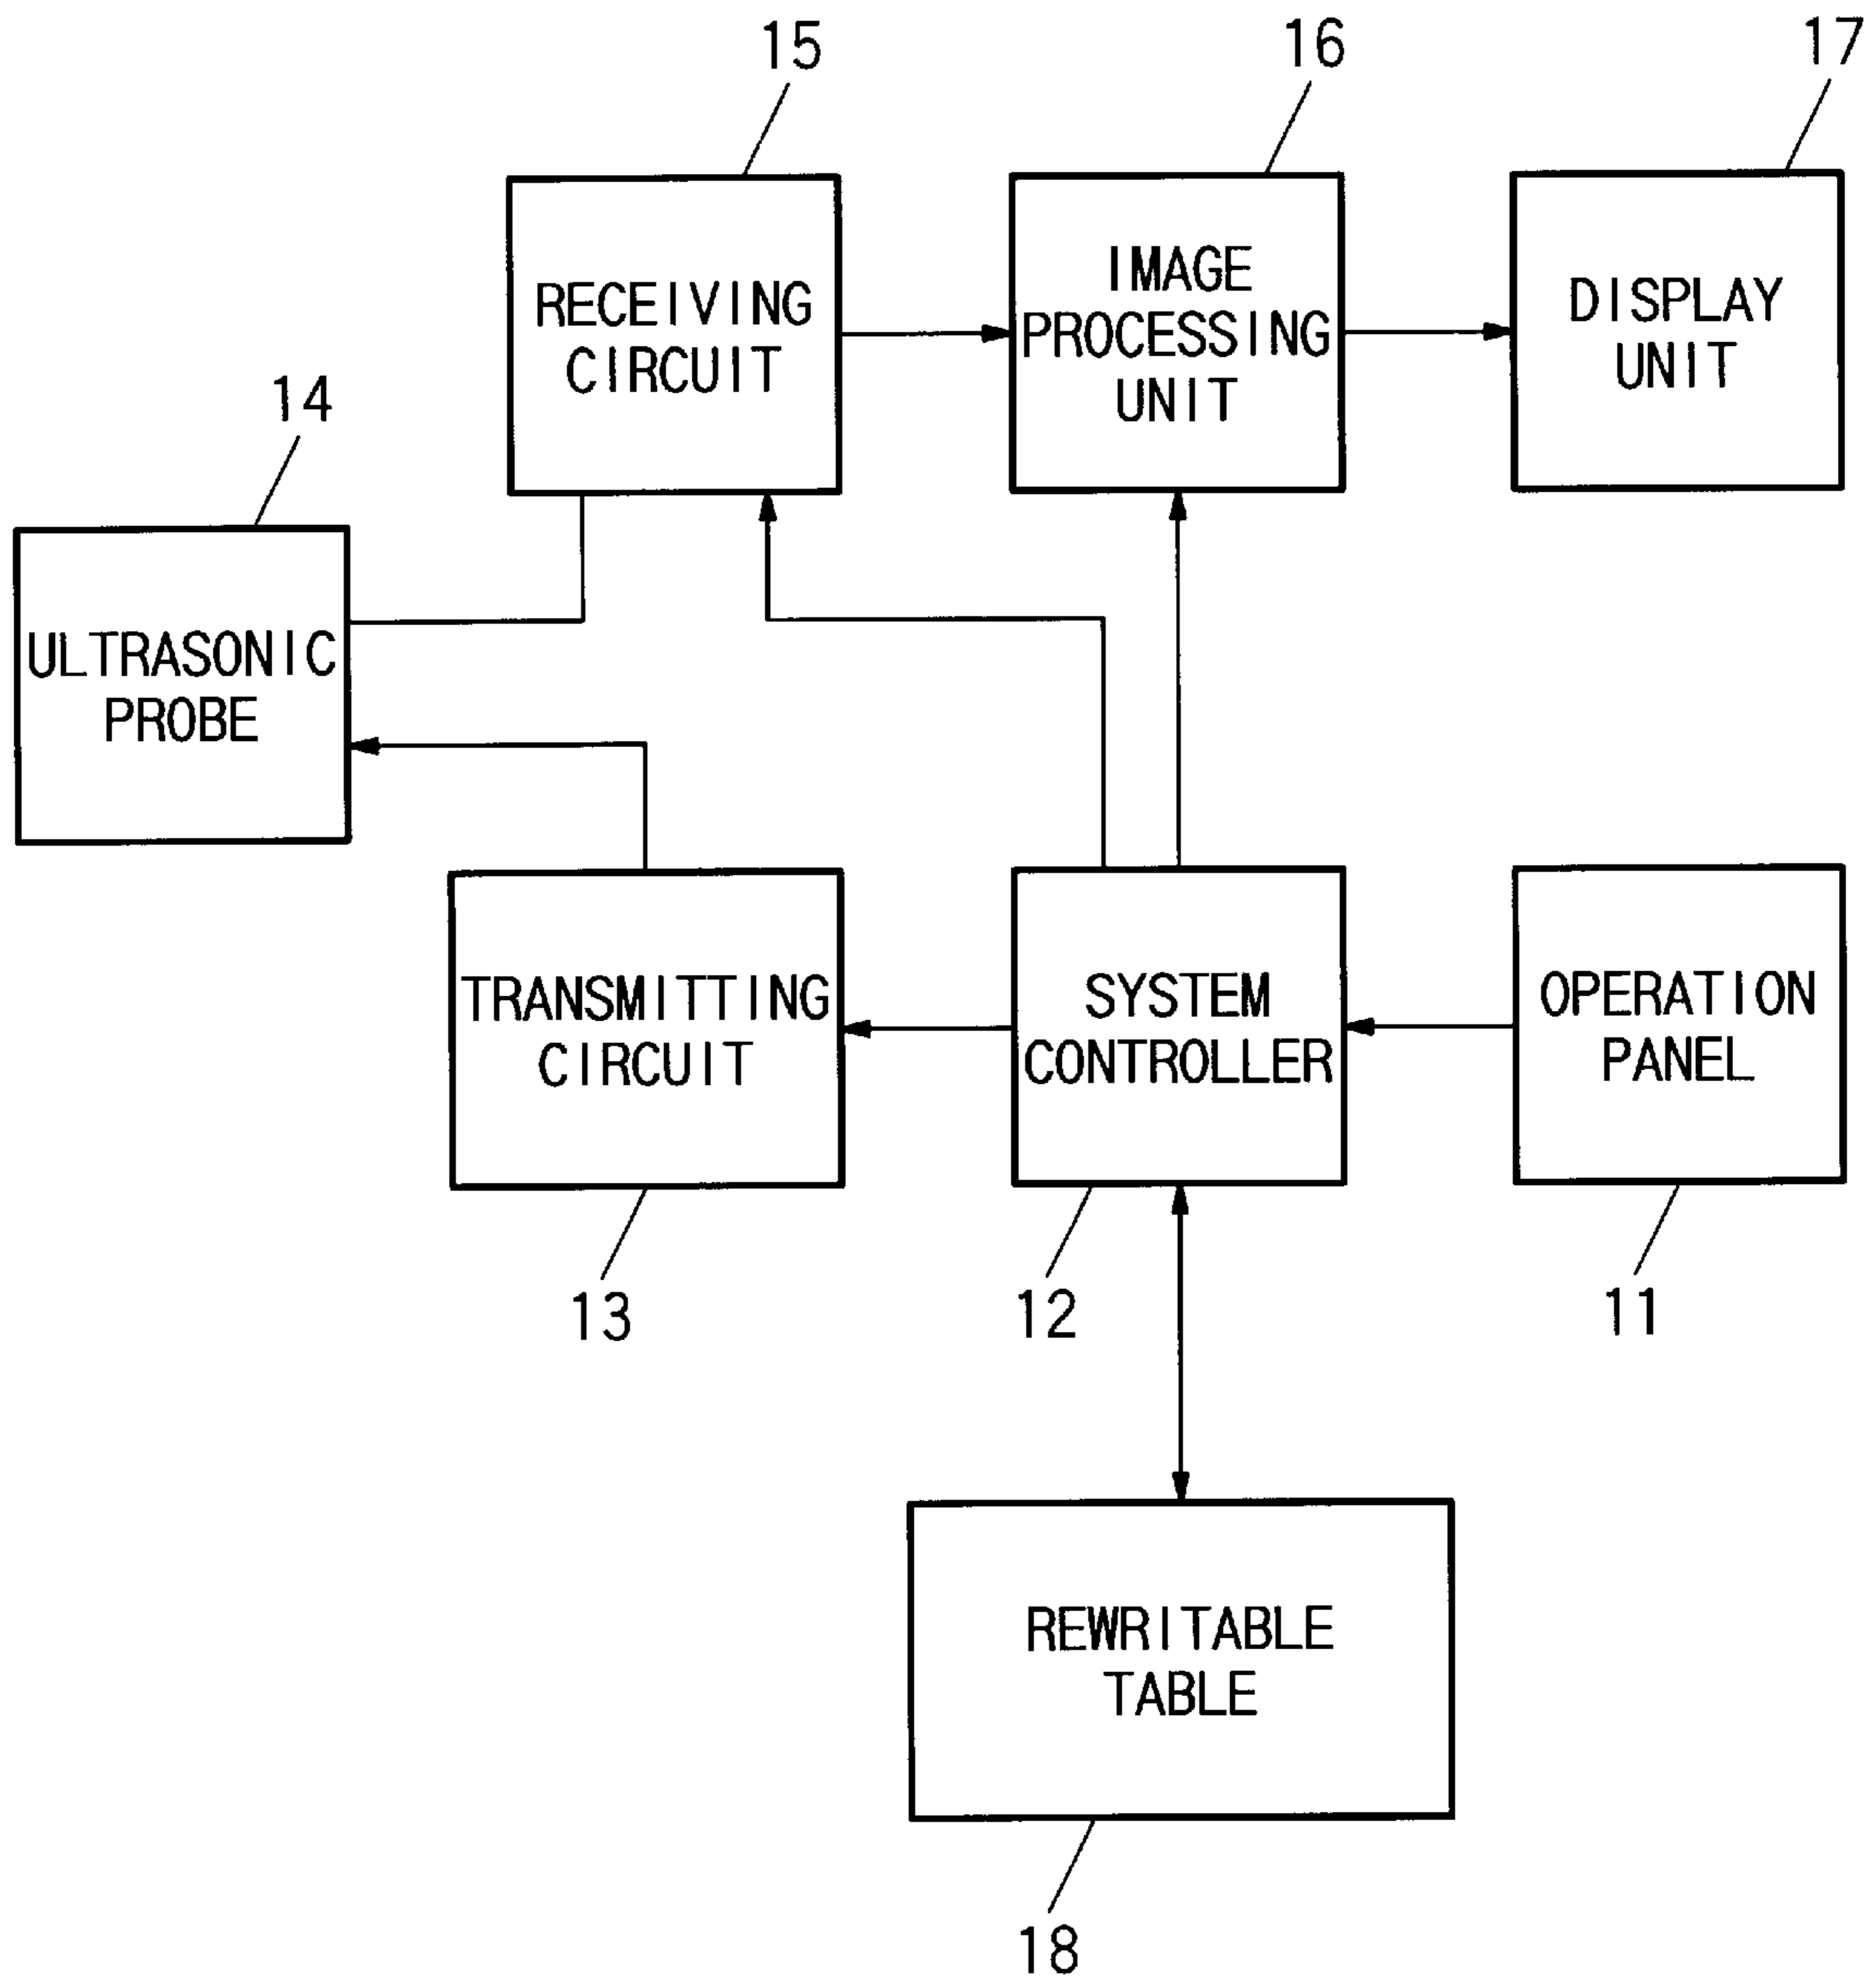 15
16
17
RECEIVING
CIRCUIT
IMAGE
PROCESSING
UNIT
DISPLAY
UNIT
14
ULTRASONIC
PROBE
TRANSMITTING
CIRCUIT
SYSTEM
CONTROLLER
OPERATION
PANEL
13
12
11
REWRITABLE
TABLE
18